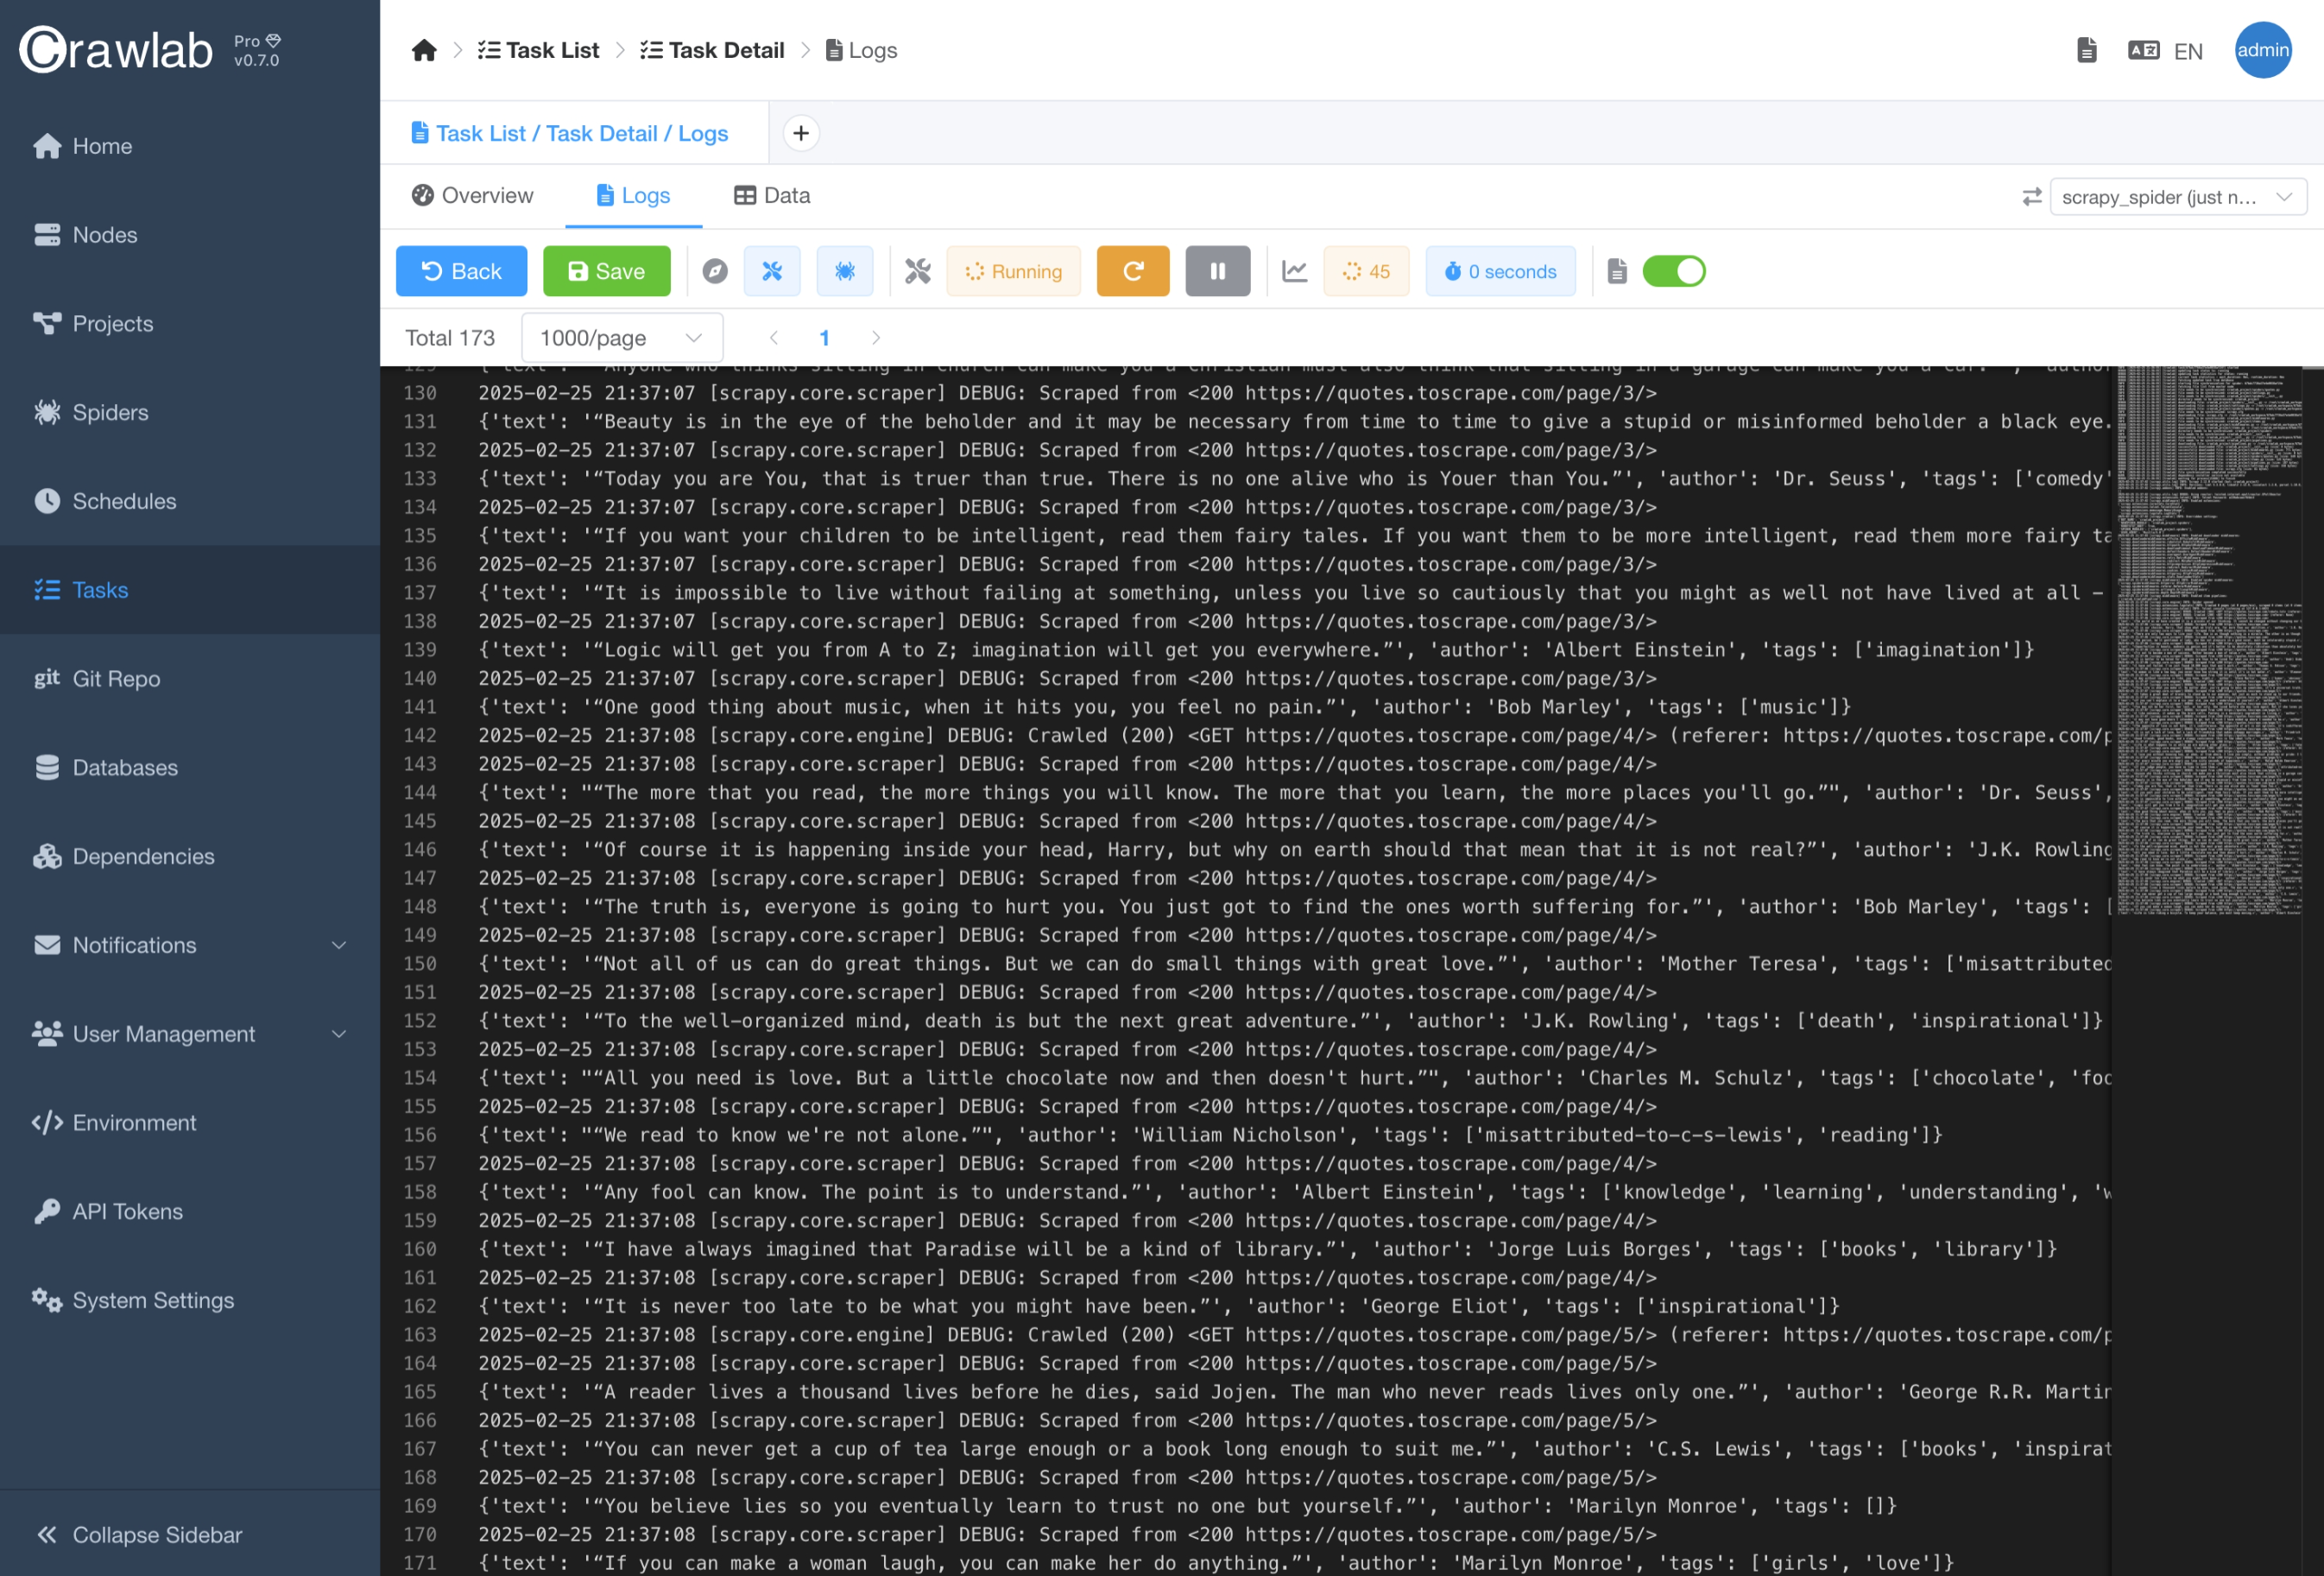 Crawlab Pro v0.7.0
Task List > Task Detail > Logs
EN admin
Task List / Task Detail / Logs +
Overview Logs Data scrapy_spider (just n...
Back Save Running 45 0 seconds
Total 173 1000/page 1
Home
Nodes
Projects
Spiders
Schedules
Tasks
git Git Repo
Databases
Dependencies
Notifications
User Management
Environment
API Tokens
System Settings
Collapse Sidebar
129 {'text': '“Anyone who thinks sitting in church can make you a Christian must also think that sitting in a garage can make you a car.”', 'author
130 2025-02-25 21:37:07 [scrapy.core.scraper] DEBUG: Scraped from <200 https://quotes.toscrape.com/page/3/>
131 {'text': '“Beauty is in the eye of the beholder and it may be necessary from time to time to give a stupid or misinformed beholder a black eye.
132 2025-02-25 21:37:07 [scrapy.core.scraper] DEBUG: Scraped from <200 https://quotes.toscrape.com/page/3/>
133 {'text': '“Today you are You, that is truer than true. There is no one alive who is Youer than You.”', 'author': 'Dr. Seuss', 'tags': ['comedy'
134 2025-02-25 21:37:07 [scrapy.core.scraper] DEBUG: Scraped from <200 https://quotes.toscrape.com/page/3/>
135 {'text': '“If you want your children to be intelligent, read them fairy tales. If you want them to be more intelligent, read them more fairy ta
136 2025-02-25 21:37:07 [scrapy.core.scraper] DEBUG: Scraped from <200 https://quotes.toscrape.com/page/3/>
137 {'text': '“It is impossible to live without failing at something, unless you live so cautiously that you might as well not have lived at all –
138 2025-02-25 21:37:07 [scrapy.core.scraper] DEBUG: Scraped from <200 https://quotes.toscrape.com/page/3/>
139 {'text': '“Logic will get you from A to Z; imagination will get you everywhere.”', 'author': 'Albert Einstein', 'tags': ['imagination']}
140 2025-02-25 21:37:07 [scrapy.core.scraper] DEBUG: Scraped from <200 https://quotes.toscrape.com/page/3/>
141 {'text': '“One good thing about music, when it hits you, you feel no pain.”', 'author': 'Bob Marley', 'tags': ['music']}
142 2025-02-25 21:37:08 [scrapy.core.engine] DEBUG: Crawled (200) <GET https://quotes.toscrape.com/page/4/> (referer: https://quotes.toscrape.com/p
143 2025-02-25 21:37:08 [scrapy.core.scraper] DEBUG: Scraped from <200 https://quotes.toscrape.com/page/4/>
144 {'text': "“The more that you read, the more things you will know. The more that you learn, the more places you'll go.”", 'author': 'Dr. Seuss',
145 2025-02-25 21:37:08 [scrapy.core.scraper] DEBUG: Scraped from <200 https://quotes.toscrape.com/page/4/>
146 {'text': '“Of course it is happening inside your head, Harry, but why on earth should that mean that it is not real?”', 'author': 'J.K. Rowling
147 2025-02-25 21:37:08 [scrapy.core.scraper] DEBUG: Scraped from <200 https://quotes.toscrape.com/page/4/>
148 {'text': '“The truth is, everyone is going to hurt you. You just got to find the ones worth suffering for.”', 'author': 'Bob Marley', 'tags': [
149 2025-02-25 21:37:08 [scrapy.core.scraper] DEBUG: Scraped from <200 https://quotes.toscrape.com/page/4/>
150 {'text': '“Not all of us can do great things. But we can do small things with great love.”', 'author': 'Mother Teresa', 'tags': ['misattributed
151 2025-02-25 21:37:08 [scrapy.core.scraper] DEBUG: Scraped from <200 https://quotes.toscrape.com/page/4/>
152 {'text': '“To the well-organized mind, death is but the next great adventure.”', 'author': 'J.K. Rowling', 'tags': ['death', 'inspirational']}
153 2025-02-25 21:37:08 [scrapy.core.scraper] DEBUG: Scraped from <200 https://quotes.toscrape.com/page/4/>
154 {'text': "“All you need is love. But a little chocolate now and then doesn't hurt.”", 'author': 'Charles M. Schulz', 'tags': ['chocolate', 'foo
155 2025-02-25 21:37:08 [scrapy.core.scraper] DEBUG: Scraped from <200 https://quotes.toscrape.com/page/4/>
156 {'text': "“We read to know we're not alone.”", 'author': 'William Nicholson', 'tags': ['misattributed-to-c-s-lewis', 'reading']}
157 2025-02-25 21:37:08 [scrapy.core.scraper] DEBUG: Scraped from <200 https://quotes.toscrape.com/page/4/>
158 {'text': '“Any fool can know. The point is to understand.”', 'author': 'Albert Einstein', 'tags': ['knowledge', 'learning', 'understanding', 'w
159 2025-02-25 21:37:08 [scrapy.core.scraper] DEBUG: Scraped from <200 https://quotes.toscrape.com/page/4/>
160 {'text': '“I have always imagined that Paradise will be a kind of library.”', 'author': 'Jorge Luis Borges', 'tags': ['books', 'library']}
161 2025-02-25 21:37:08 [scrapy.core.scraper] DEBUG: Scraped from <200 https://quotes.toscrape.com/page/4/>
162 {'text': '“It is never too late to be what you might have been.”', 'author': 'George Eliot', 'tags': ['inspirational']}
163 2025-02-25 21:37:08 [scrapy.core.engine] DEBUG: Crawled (200) <GET https://quotes.toscrape.com/page/5/> (referer: https://quotes.toscrape.com/p
164 2025-02-25 21:37:08 [scrapy.core.scraper] DEBUG: Scraped from <200 https://quotes.toscrape.com/page/5/>
165 {'text': '“A reader lives a thousand lives before he dies, said Jojen. The man who never reads lives only one.”', 'author': 'George R.R. Martin
166 2025-02-25 21:37:08 [scrapy.core.scraper] DEBUG: Scraped from <200 https://quotes.toscrape.com/page/5/>
167 {'text': '“You can never get a cup of tea large enough or a book long enough to suit me.”', 'author': 'C.S. Lewis', 'tags': ['books', 'inspirat
168 2025-02-25 21:37:08 [scrapy.core.scraper] DEBUG: Scraped from <200 https://quotes.toscrape.com/page/5/>
169 {'text': '“You believe lies so you eventually learn to trust no one but yourself.”', 'author': 'Marilyn Monroe', 'tags': []}
170 2025-02-25 21:37:08 [scrapy.core.scraper] DEBUG: Scraped from <200 https://quotes.toscrape.com/page/5/>
171 {'text': '“If you can make a woman laugh, you can make her do anything.”', 'author': 'Marilyn Monroe', 'tags': ['girls', 'love']}